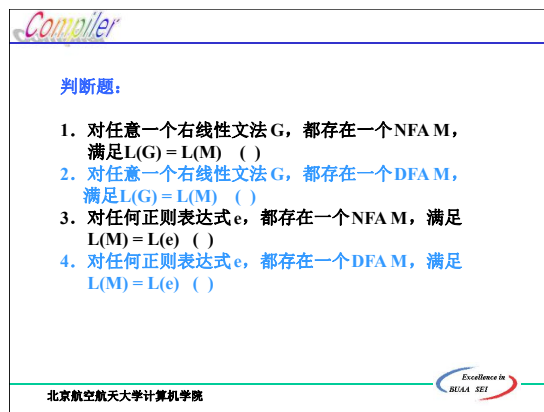 Compiler
判断题：
1．对任意一个右线性文法 G，都存在一个NFA M，
满足L(G) = L(M) ( )
2．对任意一个右线性文法 G，都存在一个DFA M，
满足L(G) = L(M) ( )
3．对任何正则表达式 e，都存在一个NFA M，满足
L(M) = L(e) ( )
4．对任何正则表达式 e，都存在一个DFA M，满足
L(M) = L(e) ( )
北京航空航天大学计算机学院
Excellence in
BUAA SEI